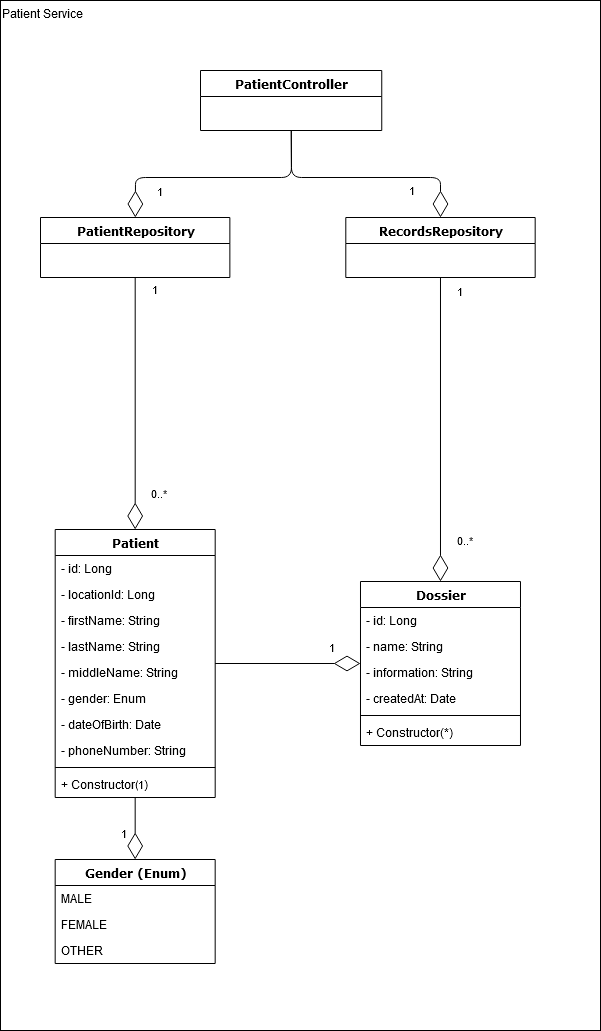 Patient Service
PatientController
1
1
PatientRepository
RecordsRepository
1
1
0..*
0..*
Patient
- id: Long
- locationId: Long
- firstName: String
- lastName: String
- middleName: String
- gender: Enum
- dateOfBirth: Date
- phoneNumber: String
+ Constructor(1)
1
Dossier
- id: Long
- name: String
- information: String
- createdAt: Date
+ Constructor(*)
1
Gender (Enum)
MALE
FEMALE
OTHER